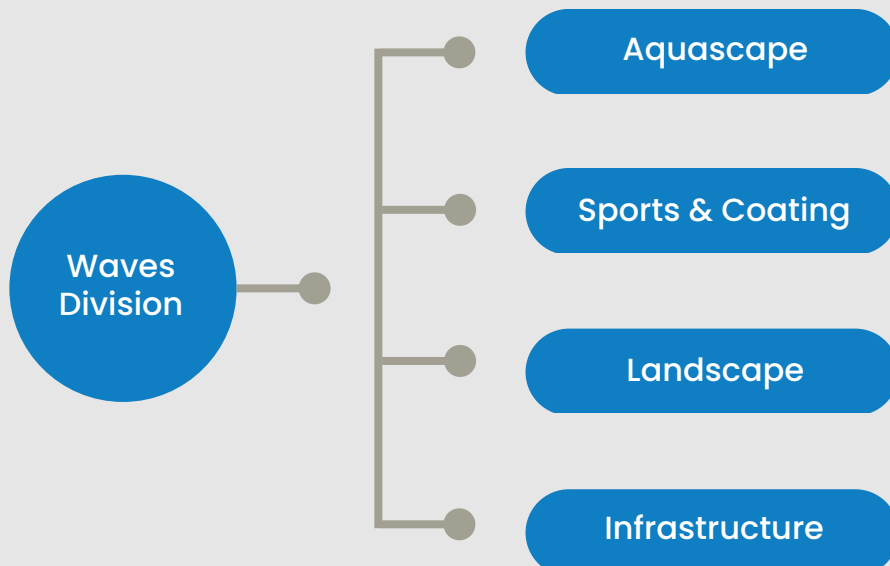 Waves
Division
Aquascape
Sports & Coating
Landscape
Infrastructure